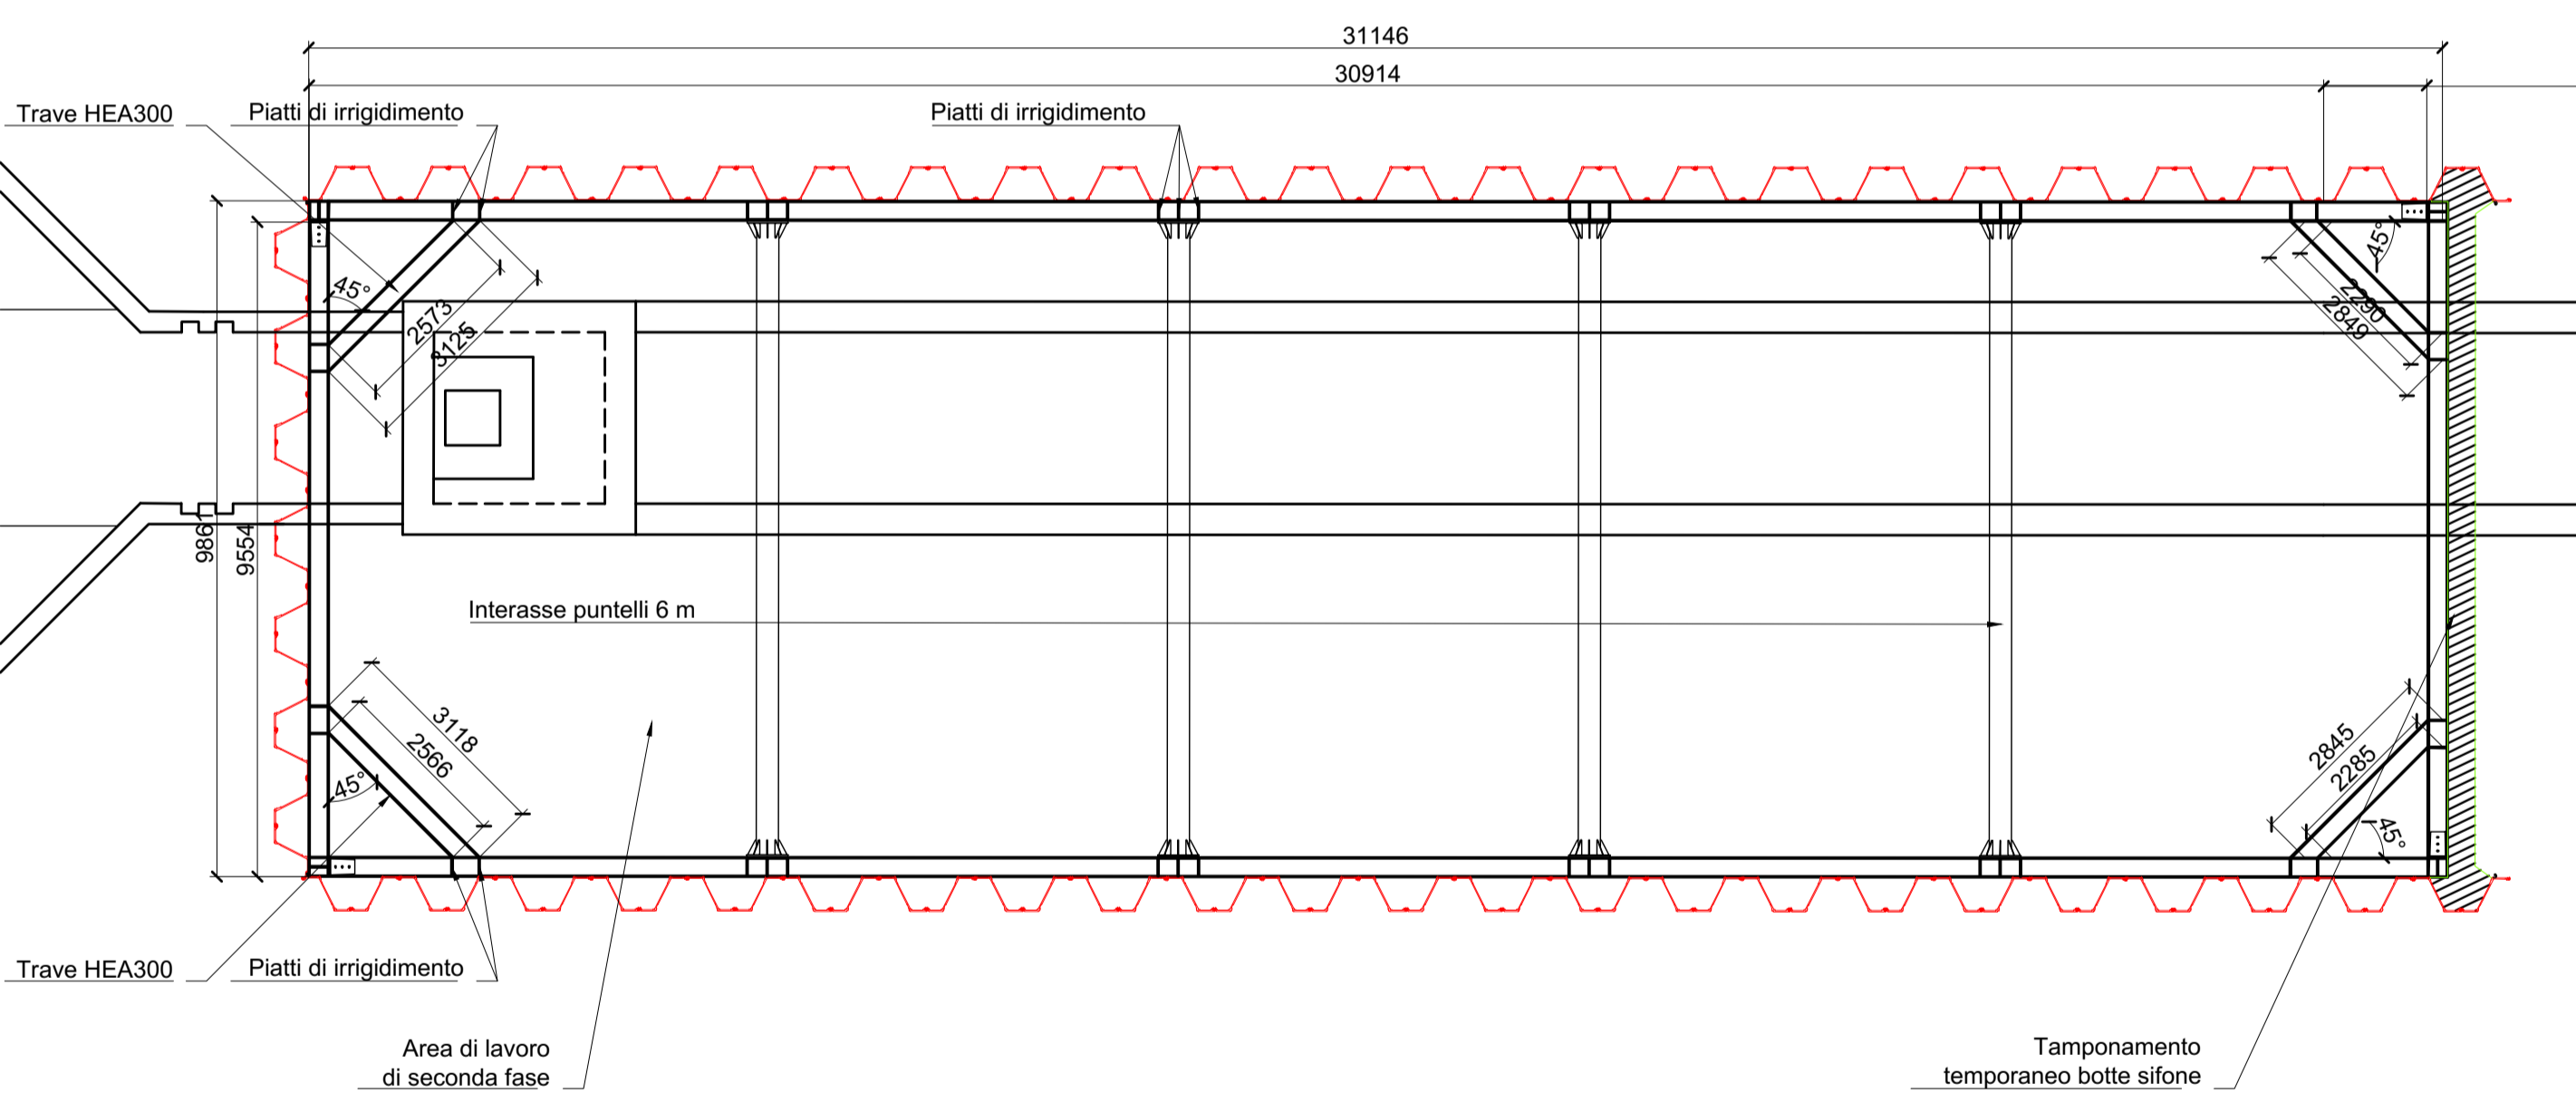 31146
30914
Trave HEA300
Piatti di irrigidimento
Piatti di irrigidimento
45°
2573
3125
45°
2290
2849
9861
9554
Interasse puntelli 6 m
3118
2566
45°
2845
2285
45°
Trave HEA300
Piatti di irrigidimento
Area di lavoro
di seconda fase
Tamponamento
temporaneo botte sifone